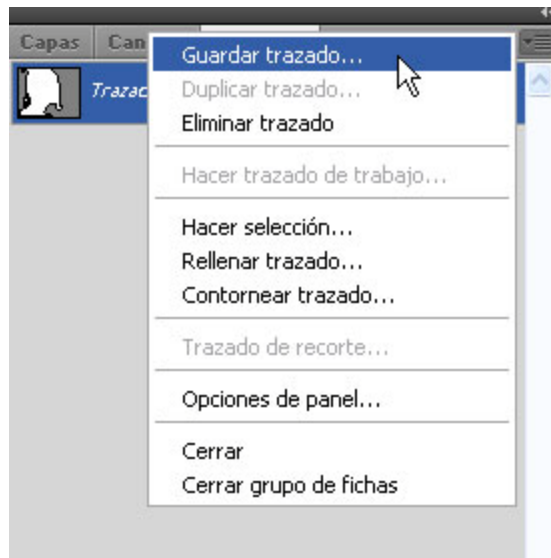 Capas Can
Guardar trazado...
Trazac
Duplicar trazado...
Eliminar trazado
Hacer trazado de trabajo...
Hacer selección...
Rellenar trazado...
Contornear trazado...
Trazado de recorte...
Opciones de panel...
Cerrar
Cerrar grupo de fichas